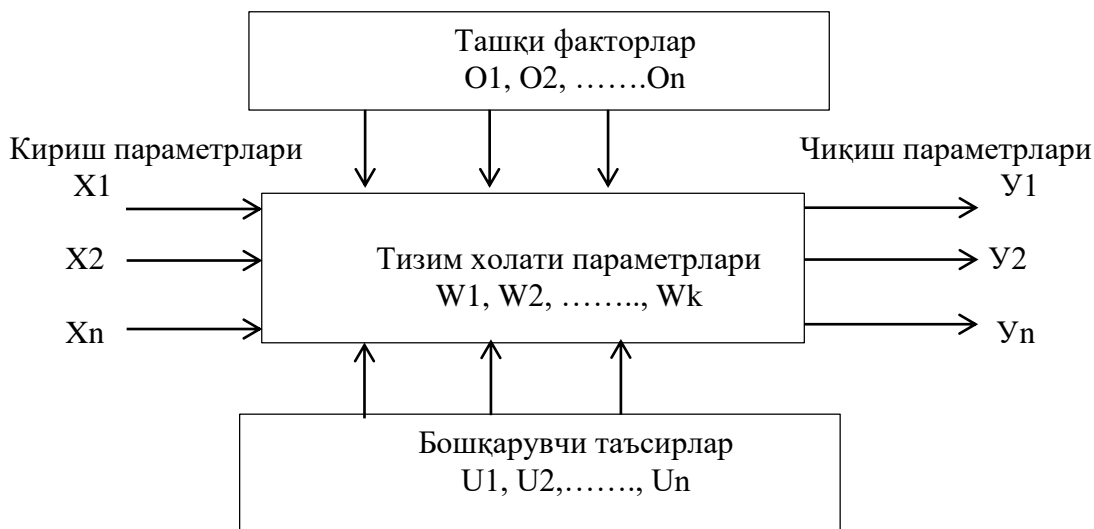 Ташқи факторлар
O1, O2, …….On
Кириш параметрлари
Чиқиш параметрлари
X1
У1
X2
У2
Xn
Уn
Тизим холати параметрлари
W1, W2, …….., Wk
Бошқарувчи таъсирлар
U1, U2,……., Un